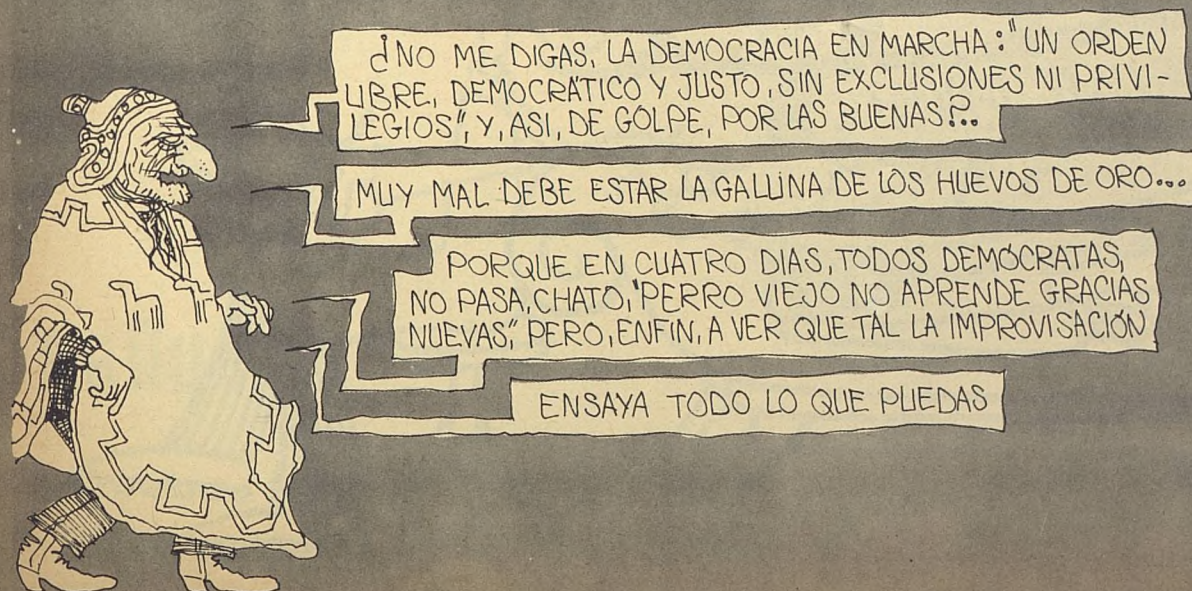 ¿NO ME DIGAS, LA DEMOCRACIA EN MARCHA: "UN ORDEN
LIBRE, DEMOCRÁTICO Y JUSTO, SIN EXCLUSIONES NI PRIVI-
LEGIOS", Y, ASI, DE GOLPE, POR LAS BUENAS?..
MUY MAL DEBE ESTAR LA GALLINA DE LOS HUEVOS DE ORO...
PORQUE EN CUATRO DIAS, TODOS DEMÓCRATAS,
NO PASA, CHATO, "PERRO VIEJO NO APRENDE GRACIAS
NUEVAS," PERO, ENFIN, A VER QUE TAL LA IMPROVISACIÓN
ENSAYA TODO LO QUE PUEDAS